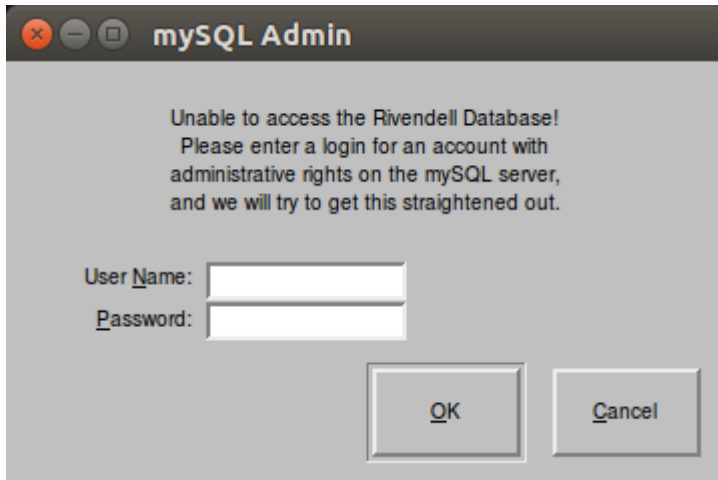 mySQL Admin
Unable to access the Rivendell Database!
Please enter a login for an account with
administrative rights on the mySQL server,
and we will try to get this straightened out.
User Name:
Password:
OK
Cancel